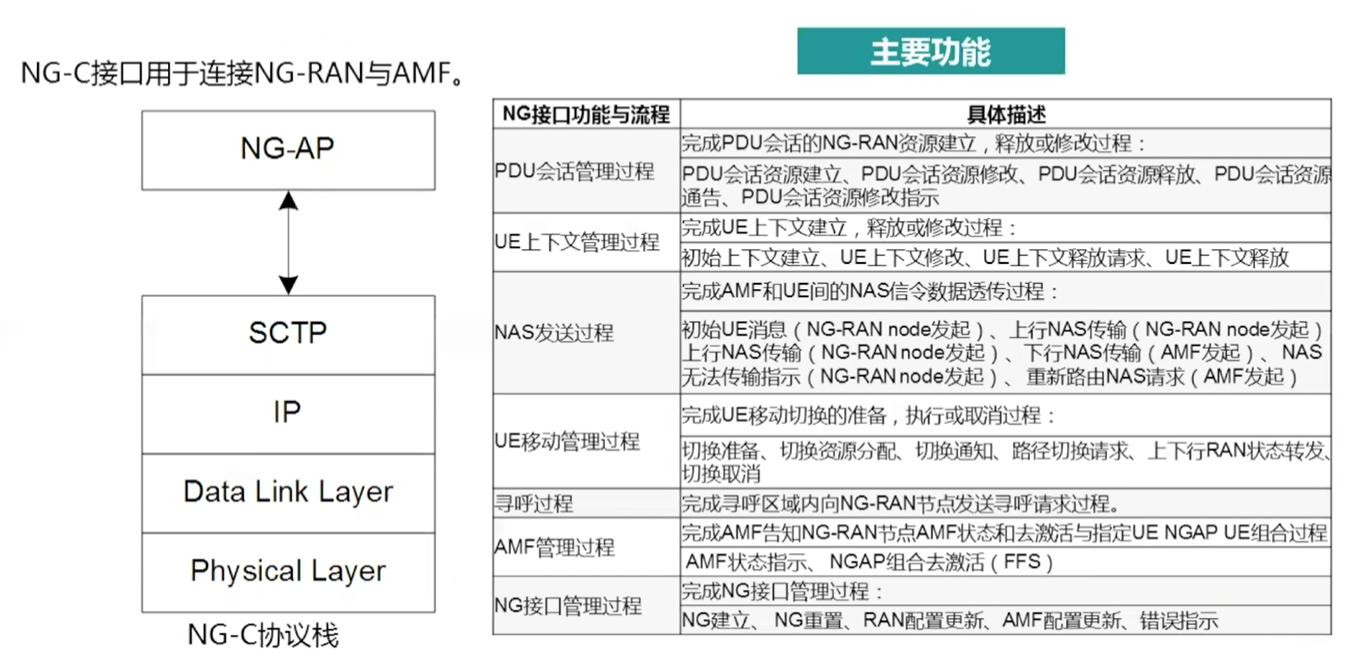 主要功能
NG-C接口用于连接NG-RAN与AMF。
NG-AP
SCTP
IP
Data Link Layer
Physical Layer
NG-C协议栈
NG接口功能与流程
具体描述
PDU会话管理过程
完成PDU会话的NG-RAN资源建立，释放或修改过程：
PDU会话资源建立、PDU会话资源修改、PDU会话资源释放、PDU会话资源
通告、PDU会话资源修改指示
UE上下文管理过程
完成UE上下文建立，释放或修改过程：
初始上下文建立、UE上下文修改、UE上下文释放请求、UE上下文释放
NAS发送过程
完成AMF和UE间的NAS信令数据透传过程：
初始UE消息（NG-RAN node发起）、上行NAS传输（NG-RAN node发起）
上行NAS传输（NG-RAN node发起）、下行NAS传输（AMF发起）、NAS
无法传输指示（NG-RAN node发起）、重新路由NAS请求（AMF发起）
UE移动管理过程
完成UE移动切换的准备，执行或取消过程：
切换准备、切换资源分配、切换通知、路径切换请求、上下行RAN状态转发、
切换取消
寻呼过程
完成寻呼区域内向NG-RAN节点发送寻呼请求过程。
AMF管理过程
完成AMF告知NG-RAN节点AMF状态和去激活与指定UE NGAP UE组合过程
AMF状态指示、NGAP组合去激活（FFS）
NG接口管理过程
完成NG接口管理过程：
NG建立、NG重置、RAN配置更新、AMF配置更新、错误指示